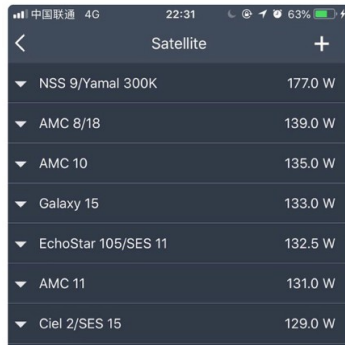 中国联通 4G 22:31 63%
Satellite
NSS 9/Yamal 300K 177.0 W
AMC 8/18 139.0 W
AMC 10 135.0 W
Galaxy 15 133.0 W
EchoStar 105/SES 11 132.5 W
AMC 11 131.0 W
Ciel 2/SES 15 129.0 W